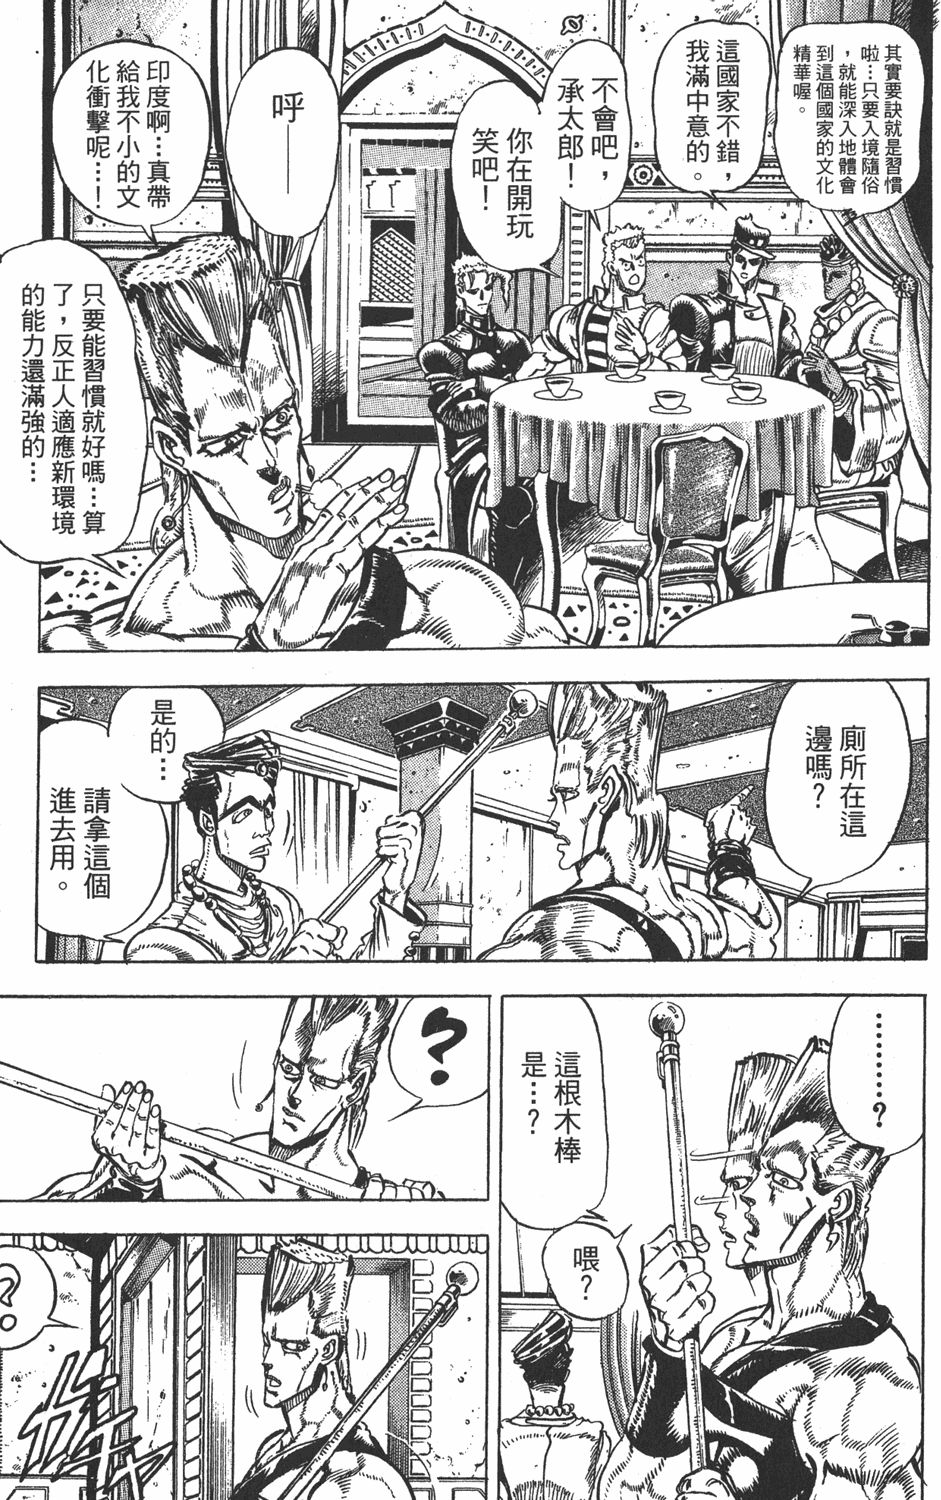 其實要訣就是習慣
啦…只要入境隨俗
，就能深入地體會
到這個國家的文化
精華喔。
這國家不錯，
我滿中意的。
不會吧，
承太郎！
你在開玩
笑吧！
呼——
印度啊…真帶
給我不小的文
化衝擊呢…！
只要能習慣就好嗎…算
了，反正人適應新環境
的能力還滿強的…
廁所在這
邊嗎？
是的…
請拿這個
進去用。
………？
這根木棒
是…？
喂？
？
？